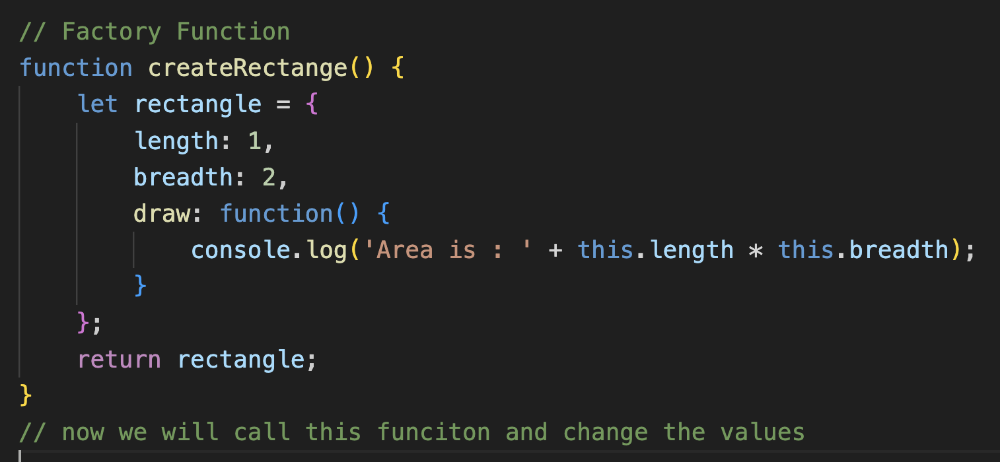 // Factory Function
function createRectange() {
    let rectangle = {
        length: 1,
        breadth: 2,
        draw: function() {
            console.log('Area is : ' + this.length * this.breadth);
        }
    };
    return rectangle;
}
// now we will call this funciton and change the values